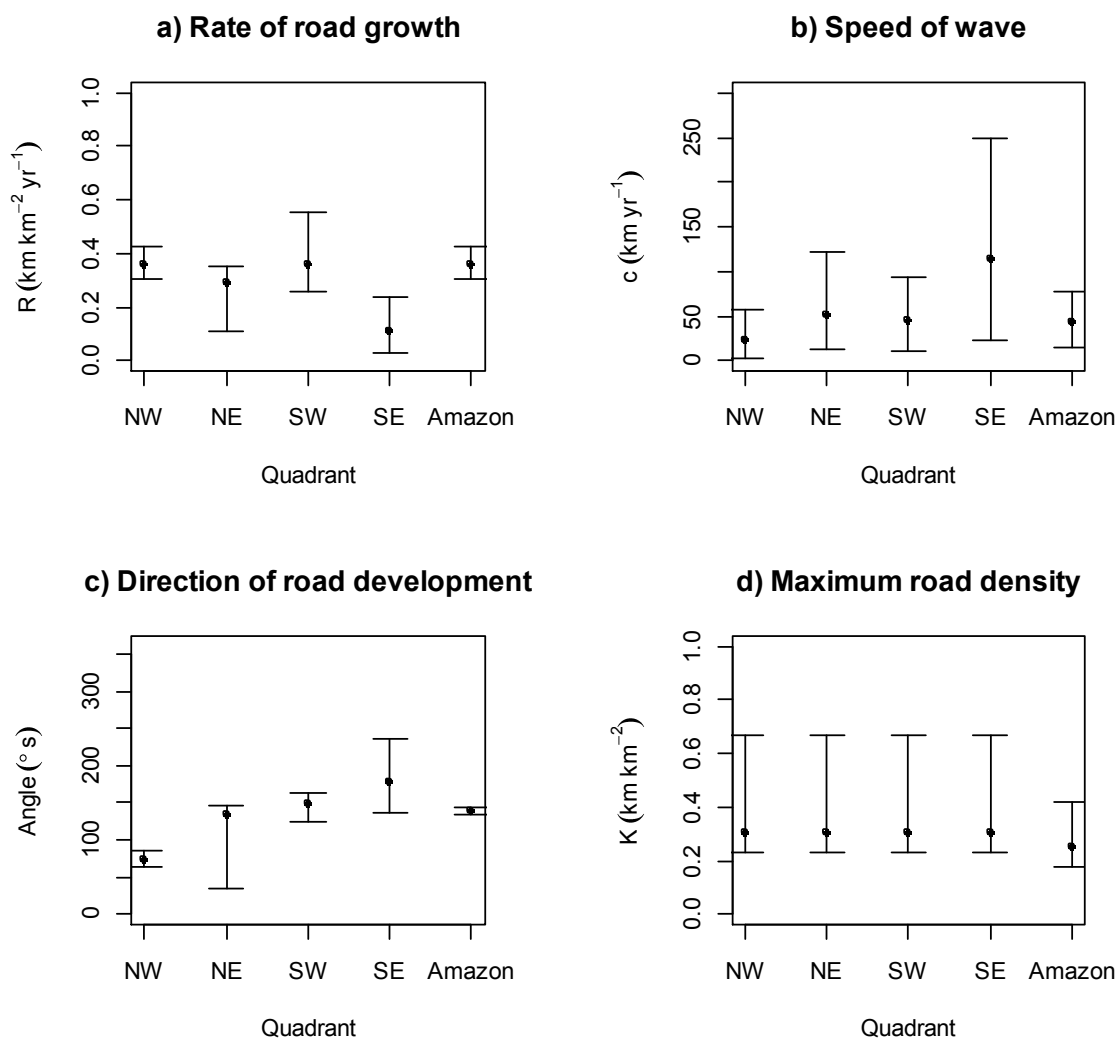 a) Rate of road growth
R (km km−2 yr−1)
1.0
0.8
0.6
0.4
0.2
0.0
NW NE SW SE Amazon
Quadrant
b) Speed of wave
c (km yr−1)
250
150
50
0
NW NE SW SE Amazon
Quadrant
c) Direction of road development
Angle (° s)
300
200
100
0
NW NE SW SE Amazon
Quadrant
d) Maximum road density
K (km km−2)
1.0
0.8
0.6
0.4
0.2
0.0
NW NE SW SE Amazon
Quadrant